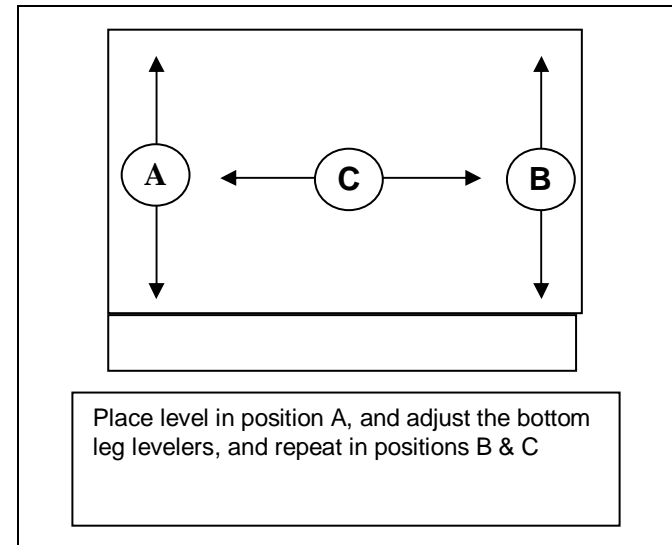 A
C
B
Place level in position A, and adjust the bottom
leg levelers, and repeat in positions B & C